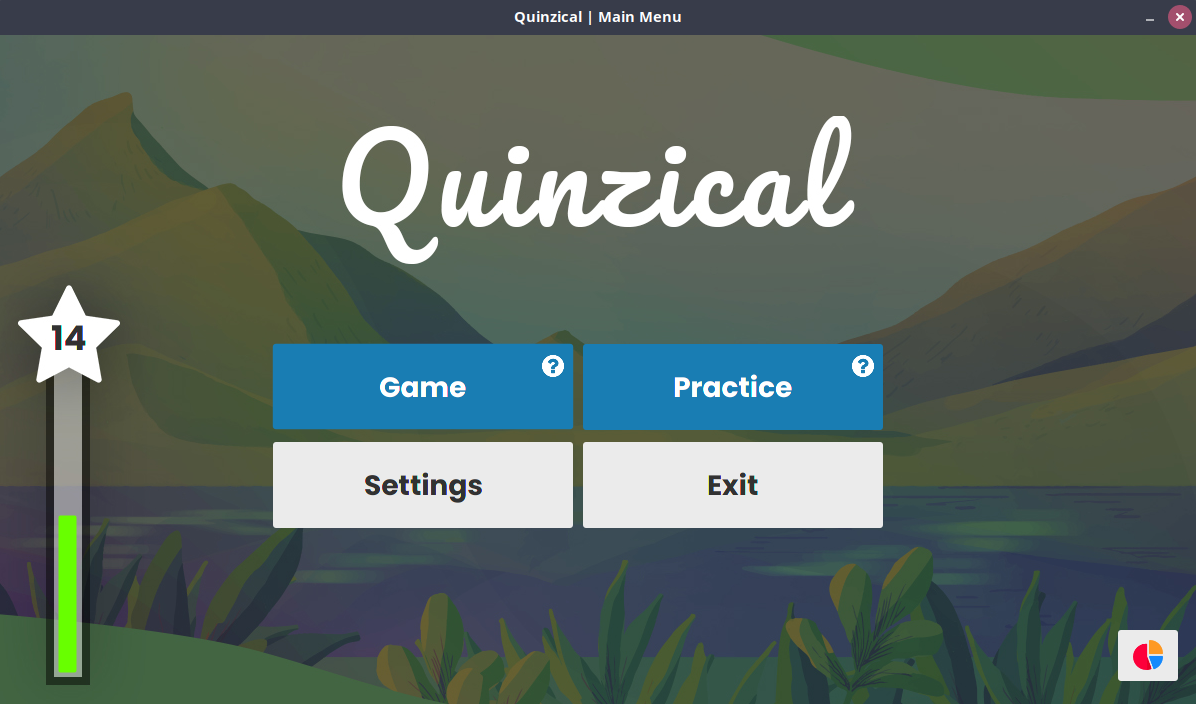 Quinzical | Main Menu
Quinzical
14
Game ?
Practice ?
Settings
Exit